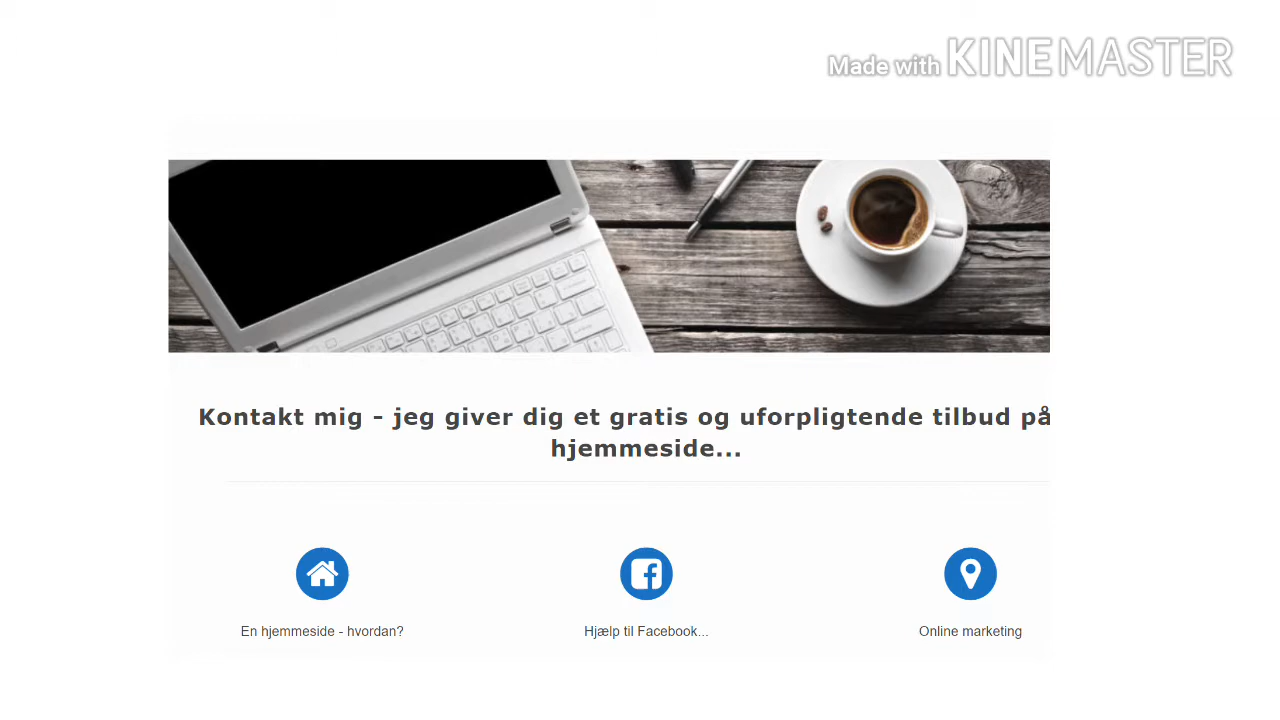 Made with KINEMASTER
Kontakt mig - jeg giver dig et gratis og uforpligtende tilbud på
hjemmeside...
En hjemmeside - hvordan?
Hjælp til Facebook...
Online marketing